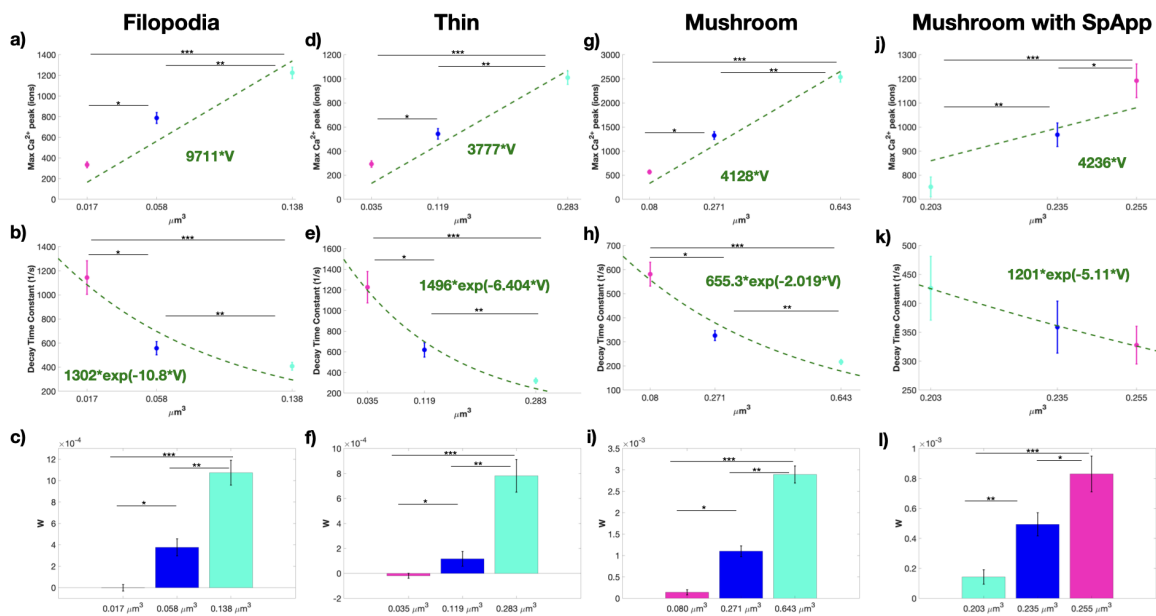 Filopodia
Thin
Mushroom
Mushroom with SpApp
a)
1400
1200
1000
800
600
400
200
0
Max Ca2+ peak (ions)
***
**
*
9711*V
0.017
0.058
0.138
μm3
d)
1200
1000
800
600
400
200
0
Max Ca2+ peak (ions)
***
**
*
3777*V
0.035
0.119
0.283
μm3
g)
3000
2500
2000
1500
1000
500
0
Max Ca2+ peak (ions)
***
**
*
4128*V
0.08
0.271
0.643
μm3
j)
1300
1200
1100
1000
900
800
700
Max Ca2+ peak (ions)
***
*
**
4236*V
0.203
0.235
0.255
μm3
b)
1400
1200
1000
800
600
400
200
Decay Time Constant (1/s)
***
*
**
1302*exp(-10.8*V)
0.017
0.058
0.138
μm3
e)
1600
1400
1200
1000
800
600
400
200
Decay Time Constant (1/s)
***
*
1496*exp(-6.404*V)
**
0.035
0.119
0.283
μm3
h)
700
600
500
400
300
200
100
Decay Time Constant (1/s)
***
*
655.3*exp(-2.019*V)
**
0.08
0.271
0.643
μm3
k)
500
450
400
350
300
250
Decay Time Constant (1/s)
1201*exp(-5.11*V)
0.203
0.235
0.255
μm3
c)
×10-4
12
10
8
6
4
2
0
W
***
**
*
0.017 μm3
0.058 μm3
0.138 μm3
f)
×10-4
10
8
6
4
2
0
-2
W
***
**
*
0.035 μm3
0.119 μm3
0.283 μm3
i)
×10-3
3.5
3
2.5
2
1.5
1
0.5
0
W
***
**
*
0.080 μm3
0.271 μm3
0.643 μm3
l)
×10-3
1
0.8
0.6
0.4
0.2
0
W
***
*
**
0.203 μm3
0.235 μm3
0.255 μm3